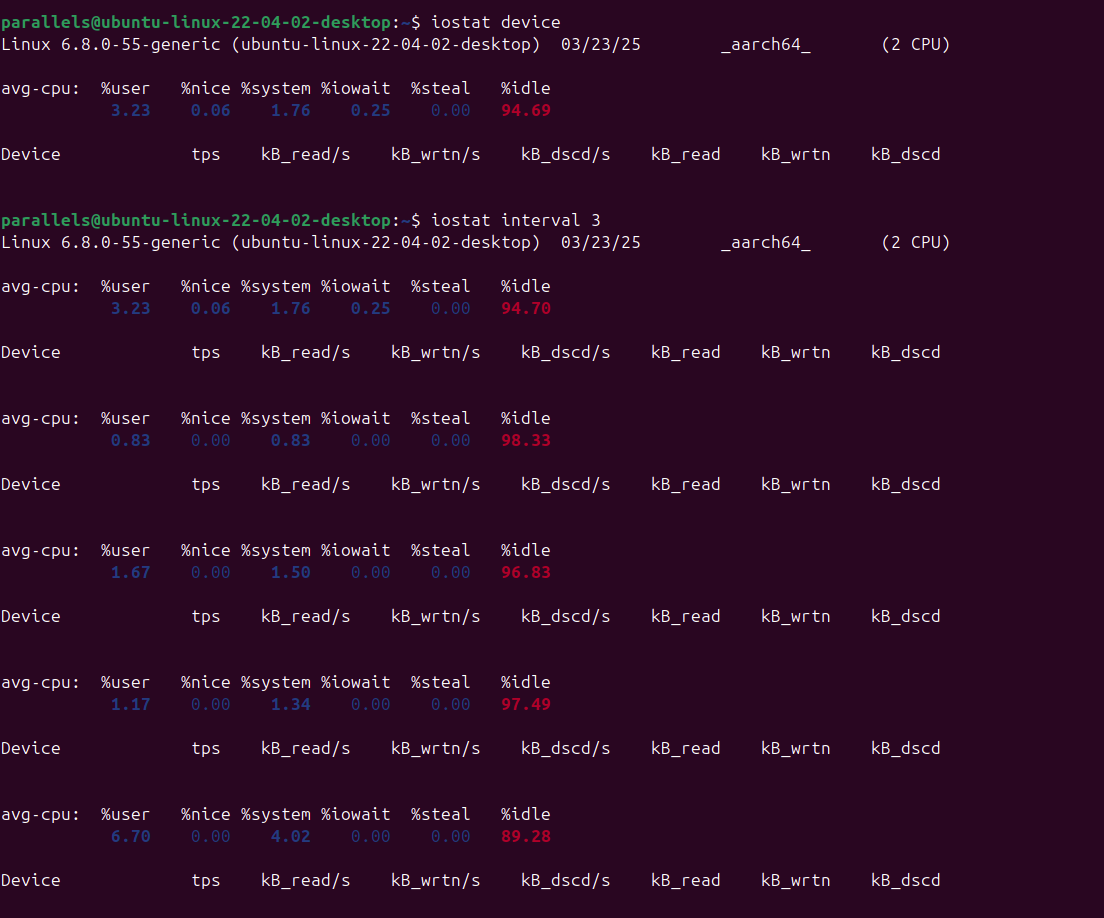 parallels@ubuntu-linux-22-04-02-desktop:~$ iostat device
Linux 6.8.0-55-generic (ubuntu-linux-22-04-02-desktop) 03/23/25 _aarch64_ (2 CPU)
avg-cpu: %user %nice %system %iowait %steal %idle
3.23 0.06 1.76 0.25 0.00 94.69
Device tps kB_read/s kB_wrtn/s kB_dscd/s kB_read kB_wrtn kB_dscd
parallels@ubuntu-linux-22-04-02-desktop:~$ iostat interval 3
Linux 6.8.0-55-generic (ubuntu-linux-22-04-02-desktop) 03/23/25 _aarch64_ (2 CPU)
avg-cpu: %user %nice %system %iowait %steal %idle
3.23 0.06 1.76 0.25 0.00 94.70
Device tps kB_read/s kB_wrtn/s kB_dscd/s kB_read kB_wrtn kB_dscd
avg-cpu: %user %nice %system %iowait %steal %idle
0.83 0.00 0.83 0.00 0.00 98.33
Device tps kB_read/s kB_wrtn/s kB_dscd/s kB_read kB_wrtn kB_dscd
avg-cpu: %user %nice %system %iowait %steal %idle
1.67 0.00 1.50 0.00 0.00 96.83
Device tps kB_read/s kB_wrtn/s kB_dscd/s kB_read kB_wrtn kB_dscd
avg-cpu: %user %nice %system %iowait %steal %idle
1.17 0.00 1.34 0.00 0.00 97.49
Device tps kB_read/s kB_wrtn/s kB_dscd/s kB_read kB_wrtn kB_dscd
avg-cpu: %user %nice %system %iowait %steal %idle
6.70 0.00 4.02 0.00 0.00 89.28
Device tps kB_read/s kB_wrtn/s kB_dscd/s kB_read kB_wrtn kB_dscd